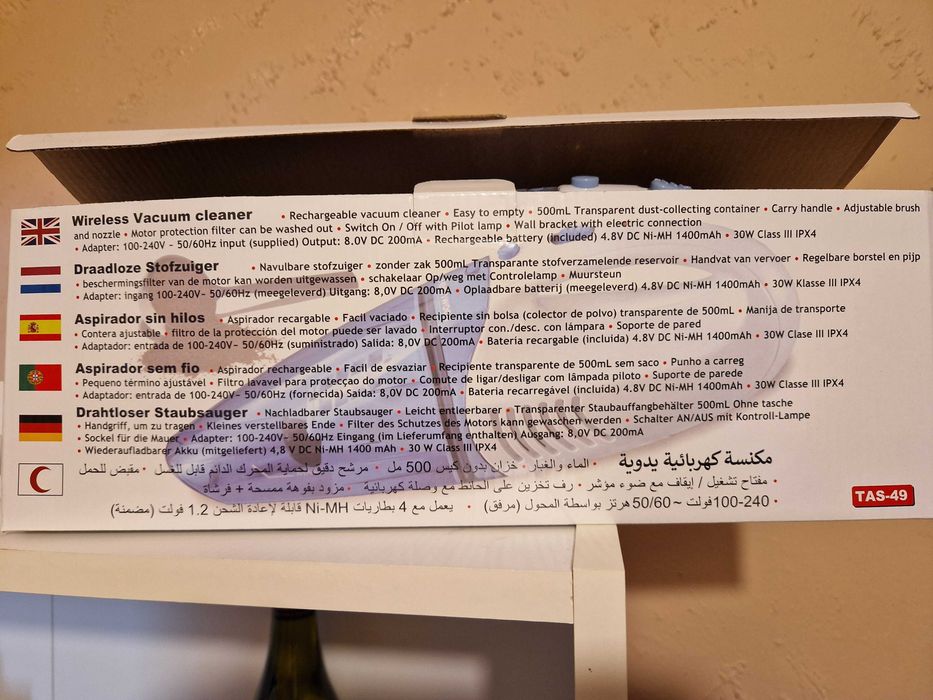 Wireless Vacuum cleaner • Rechargeable vacuum cleaner • Easy to empty • 500mL Transparent dust-collecting container • Carry handle • Adjustable brush
and nozzle • Motor protection filter can be washed out • Switch On / Off with Pilot lamp • Wall bracket with electric connection
• Adapter: 100-240V ~ 50/60Hz input (supplied) Output: 8.0V DC 200mA • Rechargeable battery (included) 4.8V DC Ni-MH 1400mAh • 30W Class III IPX4
Draadloze Stofzuiger • Navulbare stofzuiger • zonder zak 500mL Transparante stofverzamelende reservoir • Handvat van vervoer • Regelbare borstel en pijp
• beschermingsfilter van de motor kan worden uitgewassen • schakelaar Op/weg met Controlelamp • Muursteun
• Adapter: ingang 100-240V~ 50/60Hz (meegeleverd) Uitgang: 8,0V DC 200mA • Oplaadbare batterij (meegeleverd) 4.8V DC Ni-MH 1400mAh • 30W Klasse III IPX4
Aspirador sin hilos • Aspirador recargable • Facil vaciado • Recipiente sin bolsa (colector de polvo) transparente de 500mL • Manija de transporte
• Contera ajustable • filtro de la protección del motor puede ser lavado • Interruptor con./desc. con lámpara • Soporte de pared
• Adaptador: entrada de 100-240V~ 50/60Hz (suministrado) Salida: 8,0V DC 200mA • Bateria recargable (incluida) 4.8V DC Ni-MH 1400mAh • 30W Clase III IPX4
Aspirador sem fio • Aspirador rechargeable • Facil de esvaziar • Recipiente transparente de 500mL sem saco • Punho a carreg
• Pequeno término ajustável • Filtro lavavel para protecçao do motor • Comute de ligar/desligar com lâmpada piloto • Suporte de parede
• Adaptador: entrada de 100-240V~ 50/60Hz (fornecida) Saida: 8,0V DC 200mA • Bateria recarregável (incluida) 4.8V DC Ni-MH 1400mAh • 30W Classe III IPX4
Drahtloser Staubsauger • Nachladbarer Staubsauger • Leicht entleerbarer • Transparenter Staubauffangbehälter 500mL Ohne tasche
• Handgriff, um zu tragen • Kleines verstellbares Ende • Filter des Schutzes des Motors kann gewaschen werden • Schalter AN/AUS mit Kontroll-Lampe
• Sockel für die Mauer • Adapter: 100-240V~ 50/60Hz Eingang (im Lieferumfang enthalten) Ausgang: 8,0V DC 200mA
• Wiederaufladbarer Akku (mitgeliefert) 4,8 V DC Ni-MH 1400 mAh • 30 W Class III IPX4
مكنسة كهربائية يدوية • الماء والغبار • خزان بدون كيس 500 مل • مرشح دقيق لحماية المحرك الدائم قابل للغسل • مقبض للحمل
• مفتاح تشغيل / إيقاف مع ضوء مؤشر • رف تخزين على الحائط مع وصلة كهربائية • مزود بفوهة ممسحة + فرشاة
• 100-240فولت ~ 50/60هرتز بواسطة المحول (مرفق) • يعمل مع 4 بطاريات Ni-MH قابلة لإعادة الشحن 1.2 فولت (مضمنة)
TAS-49